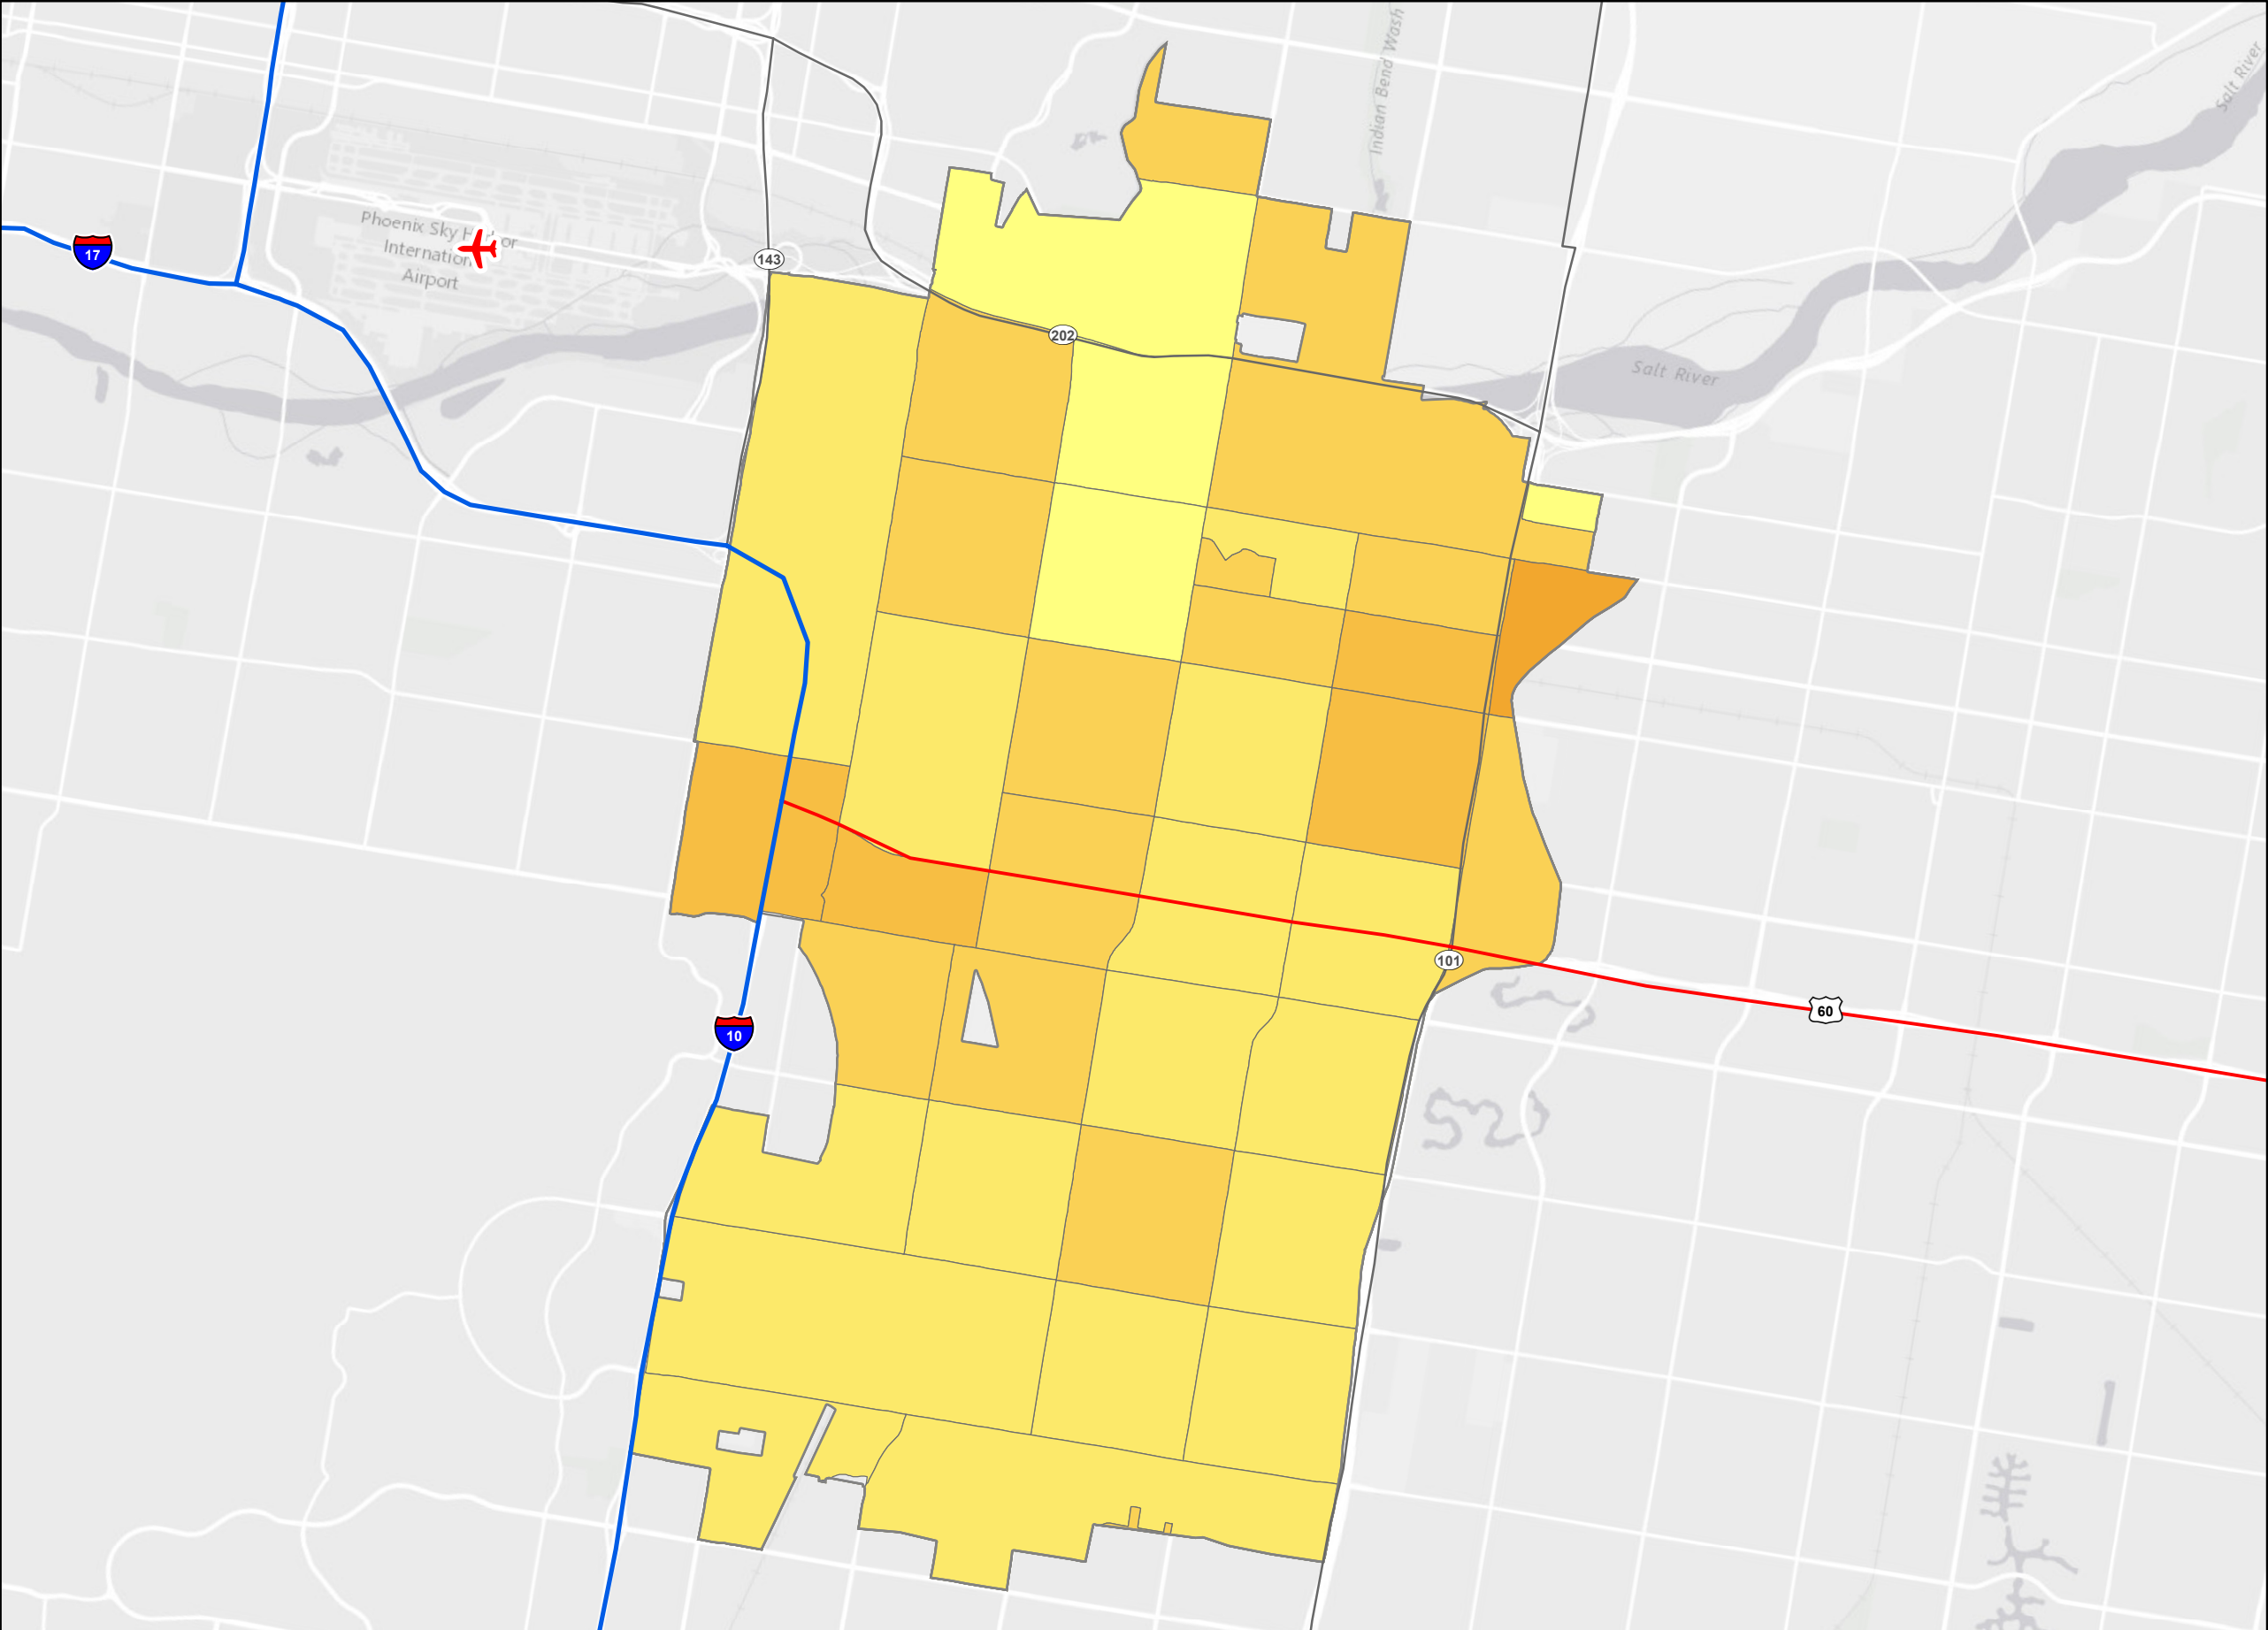 Indian Bend Wash
Salt River
Phoenix Sky Harbor
International
Airport
17
143
202
Salt River
101
60
10